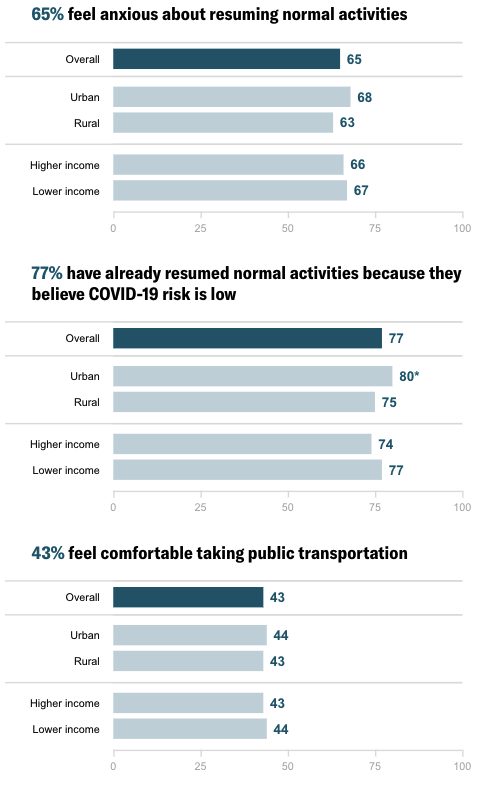 65% feel anxious about resuming normal activities
Overall 65
Urban 68
Rural 63
Higher income 66
Lower income 67
0 25 50 75 100
77% have already resumed normal activities because they
believe COVID-19 risk is low
Overall 77
Urban 80*
Rural 75
Higher income 74
Lower income 77
0 25 50 75 100
43% feel comfortable taking public transportation
Overall 43
Urban 44
Rural 43
Higher income 43
Lower income 44
0 25 50 75 100